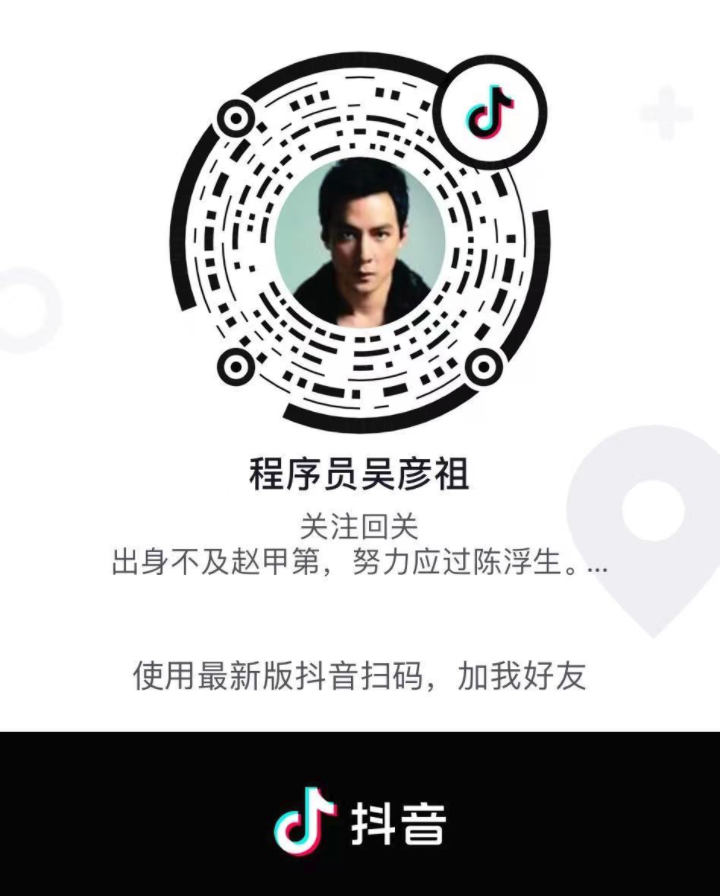 程序员吴彦祖
关注回关
出身不及赵甲第，努力应过陈浮生。...
使用最新版抖音扫码，加我好友
抖音